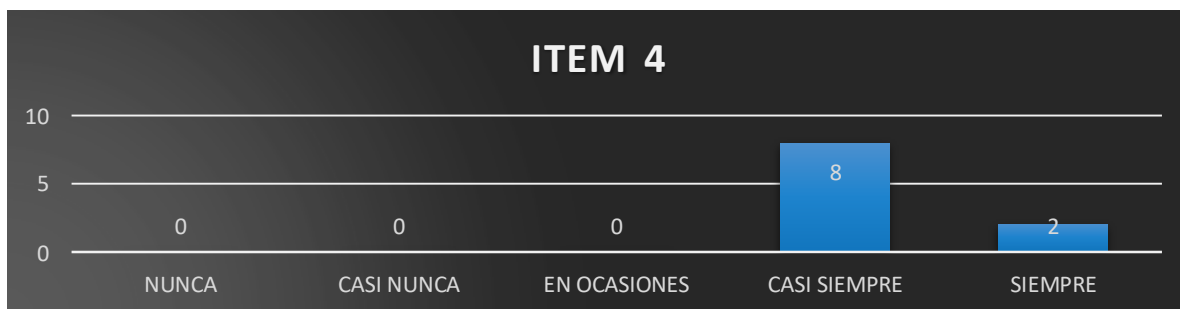 ITEM 4
10
5
0
0
0
0
8
2
NUNCA
CASI NUNCA
EN OCASIONES
CASI SIEMPRE
SIEMPRE